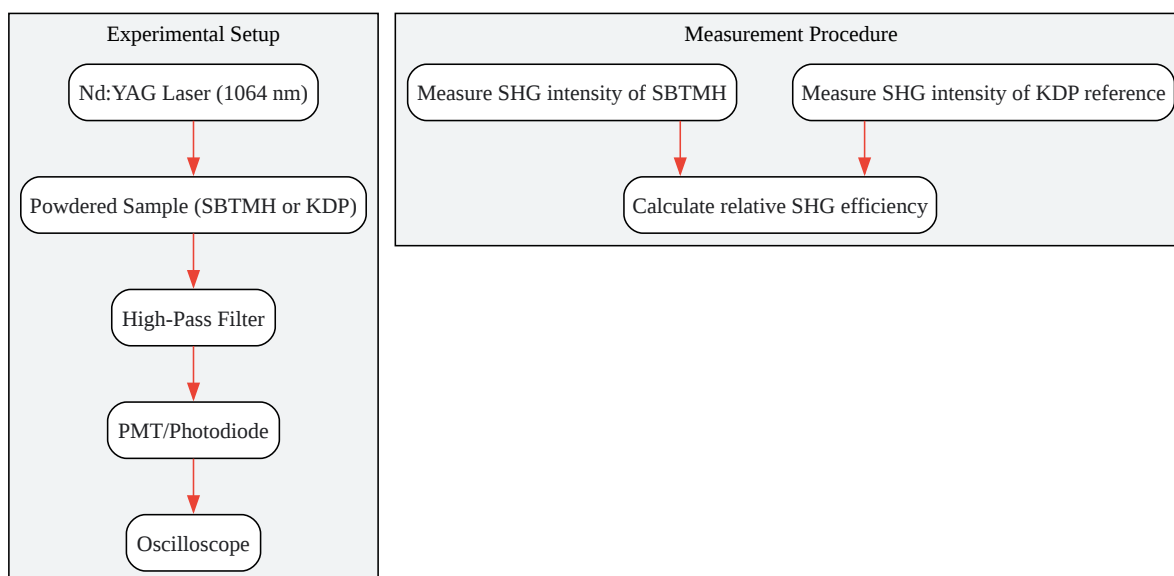 Experimental Setup
Nd:YAG Laser (1064 nm)
Powdered Sample (SBTMH or KDP)
High-Pass Filter
PMT/Photodiode
Oscilloscope
Measurement Procedure
Measure SHG intensity of SBTMH
Measure SHG intensity of KDP reference
Calculate relative SHG efficiency